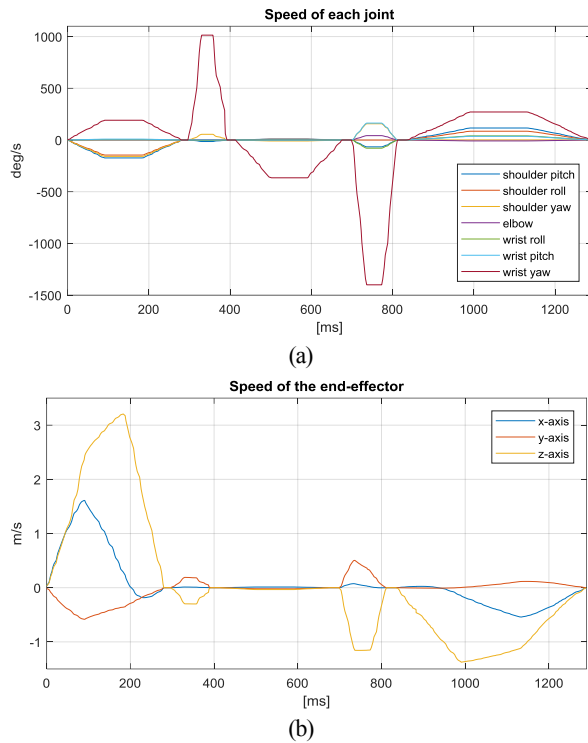 Speed of each joint
1000
500
0
-500
-1000
-1500
deg/s
shoulder pitch
shoulder roll
shoulder yaw
elbow
wrist roll
wrist pitch
wrist yaw
0 200 400 600 800 1000 1200
[ms]
(a)
Speed of the end-effector
3
2
1
0
-1
m/s
x-axis
y-axis
z-axis
0 200 400 600 800 1000 1200
[ms]
(b)